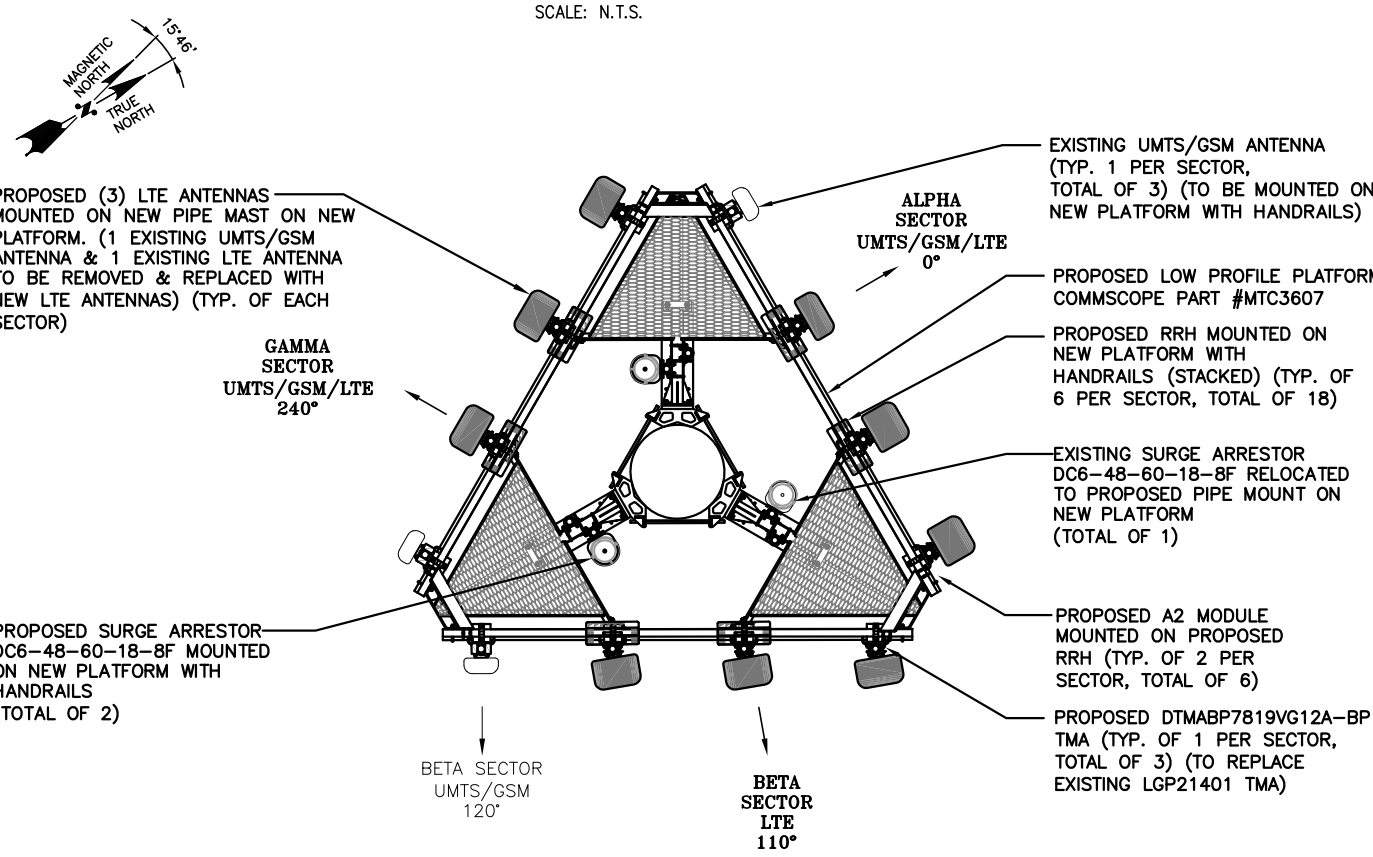 SCALE: N.T.S.
15°46'
MAGNETIC
NORTH
TRUE
NORTH
PROPOSED (3) LTE ANTENNAS
MOUNTED ON NEW PIPE MAST ON NEW
PLATFORM. (1 EXISTING UMTS/GSM
ANTENNA & 1 EXISTING LTE ANTENNA
TO BE REMOVED & REPLACED WITH
NEW LTE ANTENNAS) (TYP. OF EACH
SECTOR)
GAMMA
SECTOR
UMTS/GSM/LTE
240°
ALPHA
SECTOR
UMTS/GSM/LTE
0°
EXISTING UMTS/GSM ANTENNA
(TYP. 1 PER SECTOR,
TOTAL OF 3) (TO BE MOUNTED ON
NEW PLATFORM WITH HANDRAILS)
PROPOSED LOW PROFILE PLATFORM
COMMSCOPE PART #MTC3607
PROPOSED RRH MOUNTED ON
NEW PLATFORM WITH
HANDRAILS (STACKED) (TYP. OF
6 PER SECTOR, TOTAL OF 18)
EXISTING SURGE ARRESTOR
DC6-48-60-18-8F RELOCATED
TO PROPOSED PIPE MOUNT ON
NEW PLATFORM
(TOTAL OF 1)
PROPOSED A2 MODULE
MOUNTED ON PROPOSED
RRH (TYP. OF 2 PER
SECTOR, TOTAL OF 6)
PROPOSED DTMABP7819VG12A-BP
TMA (TYP. OF 1 PER SECTOR,
TOTAL OF 3) (TO REPLACE
EXISTING LGP21401 TMA)
PROPOSED SURGE ARRESTOR
DC6-48-60-18-8F MOUNTED
ON NEW PLATFORM WITH
HANDRAILS
(TOTAL OF 2)
BETA SECTOR
UMTS/GSM
120°
BETA
SECTOR
LTE
110°